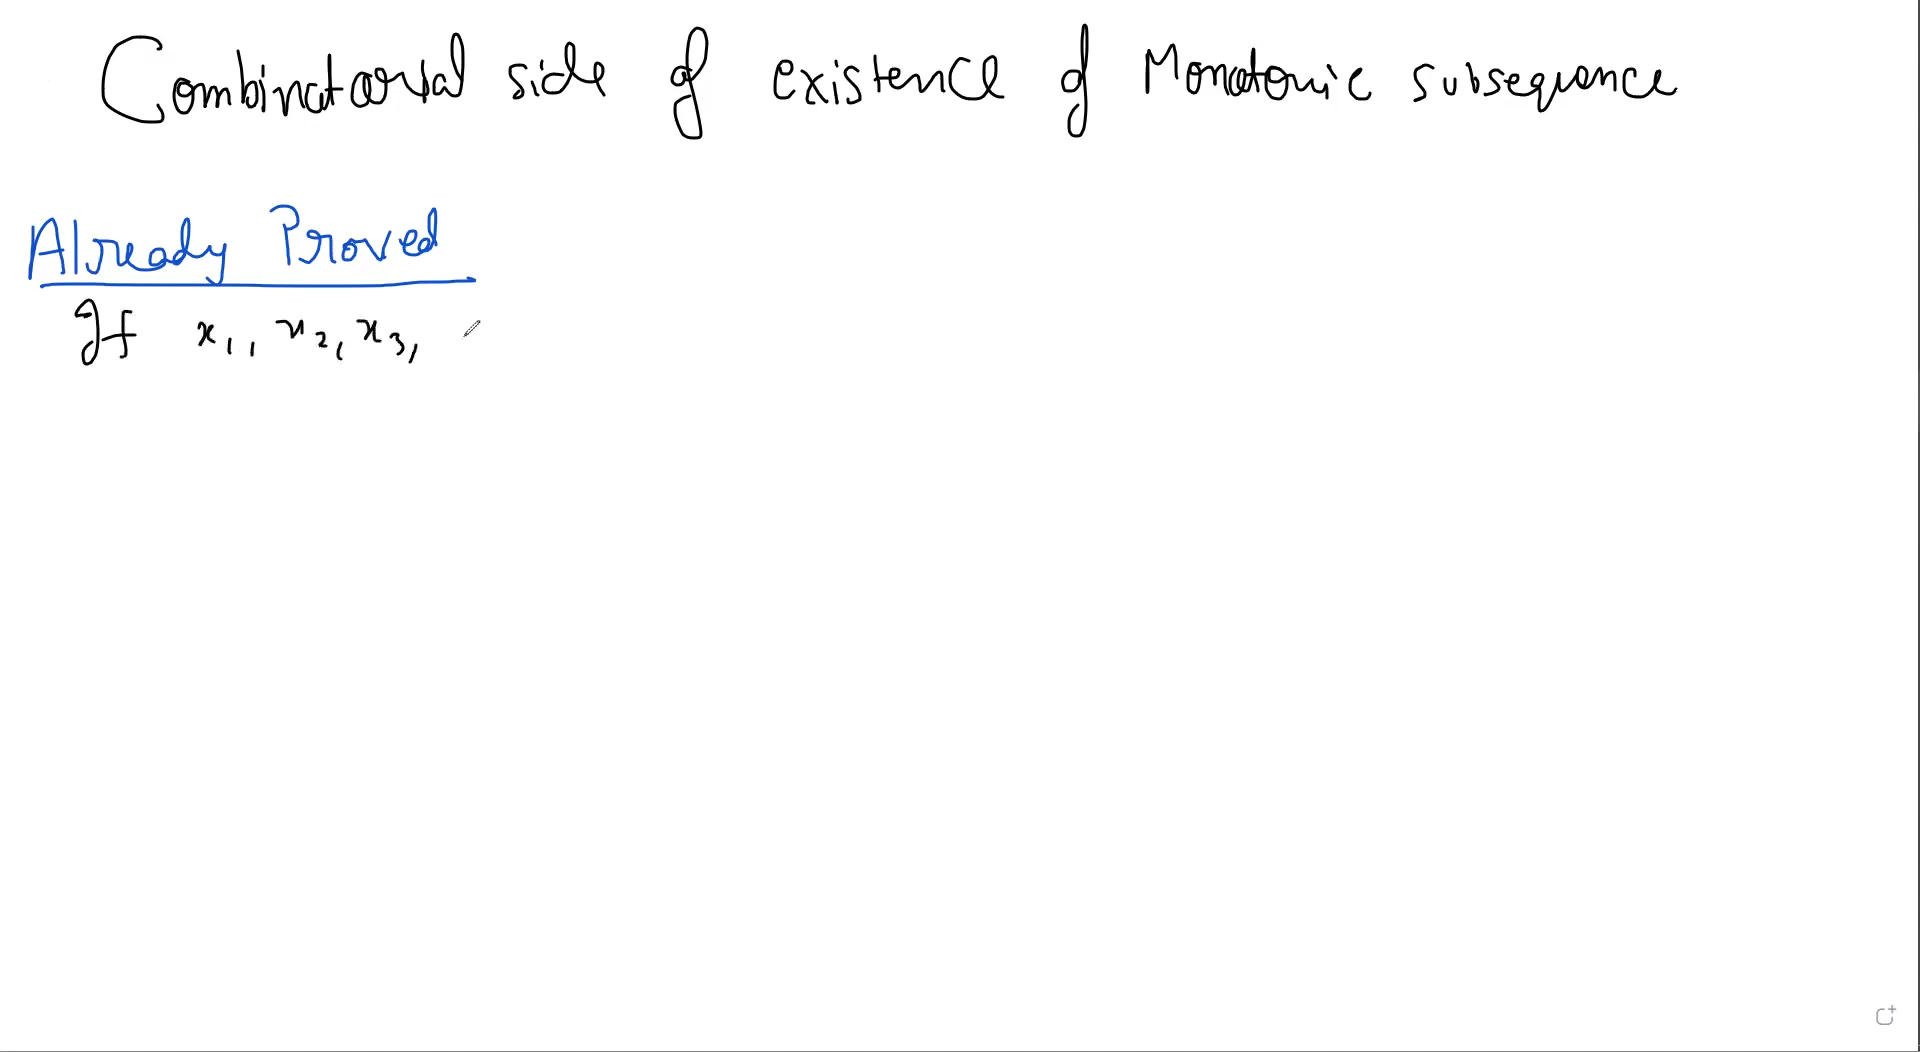 Combinatorial side of existence of Monotonic subsequence
Already Proved
If x₁, x₂, x₃,